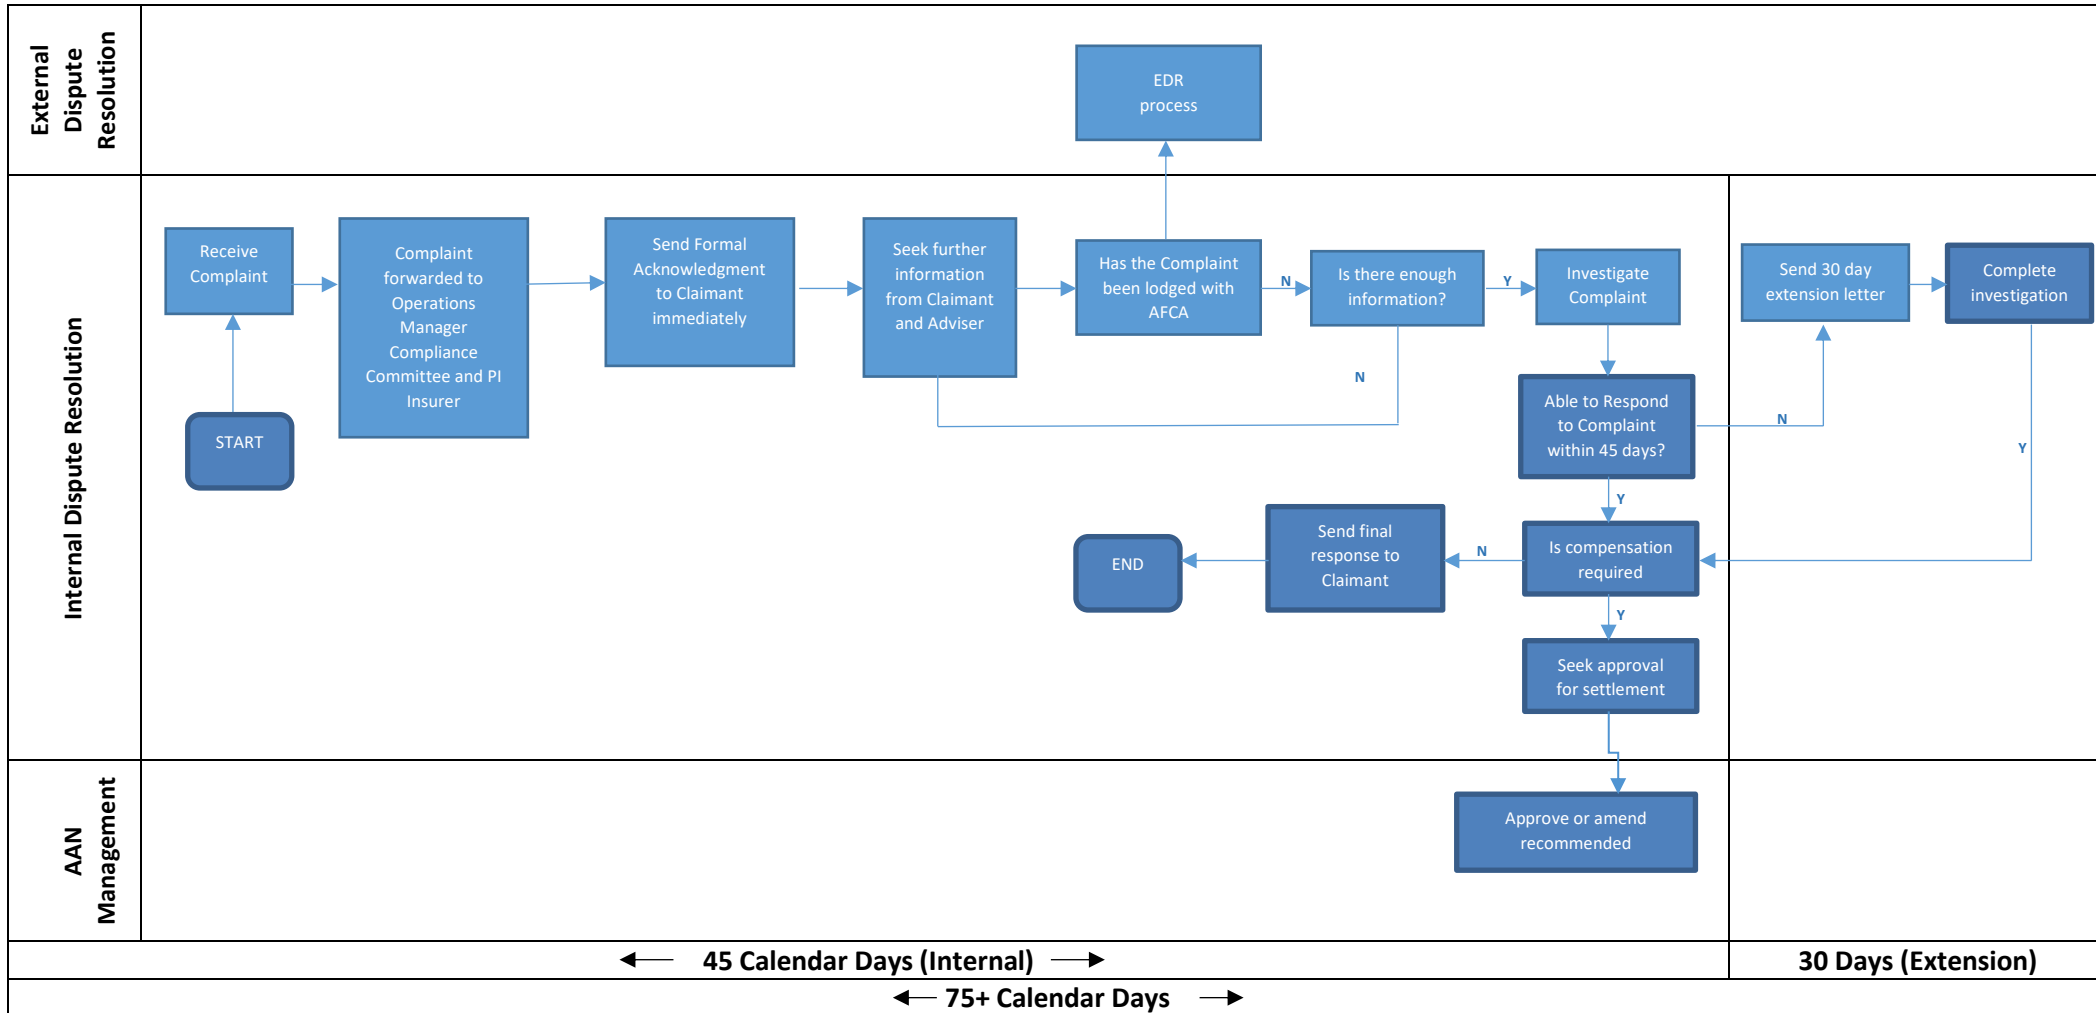 External
Dispute
Resolution
EDR
process
Internal Dispute Resolution
Receive
Complaint
START
Complaint
forwarded to
Operations
Manager
Compliance
Committee and PI
Insurer
Send Formal
Acknowledgment
to Claimant
immediately
Seek further
information
from Claimant
and Adviser
Has the Complaint
been lodged with
AFCA
N
Is there enough
information?
N
Y
Investigate
Complaint
Able to Respond
to Complaint
within 45 days?
N
Y
Send 30 day
extension letter
Complete
investigation
Y
Is compensation
required
N
Send final
response to
Claimant
END
Y
Seek approval
for settlement
AAN
Management
Approve or amend
recommended
45 Calendar Days (Internal)
30 Days (Extension)
75+ Calendar Days